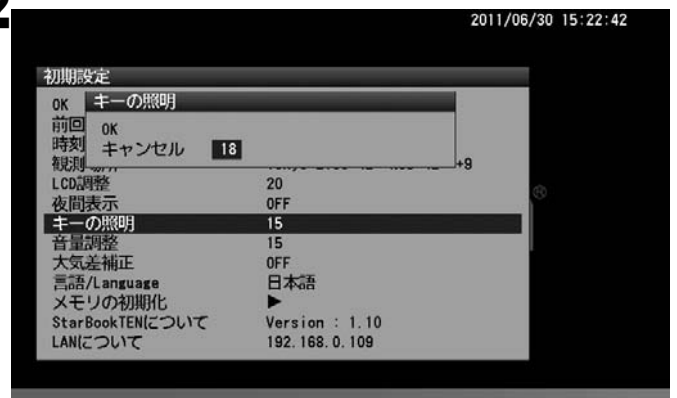 2
2011/06/30 15:22:42
初期設定
OK
キーの照明
前回
OK
時刻
キャンセル 18
観測
+9
LCD調整 20
夜間表示 OFF
キーの照明 15
音量調整 15
大気差補正 OFF
言語/Language 日本語
メモリの初期化 ▶
StarBookTENについて Version : 1.10
LANについて 192.168.0.109
®